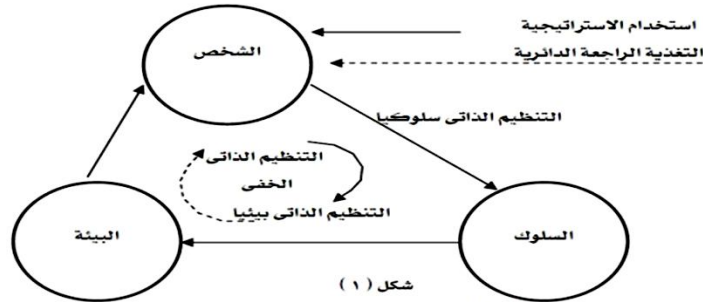 استخدام الاستراتيجية
الشخص
التغذية الراجعة الدائرية
التنظيم الذاتى سلوكيا
التنظيم الذاتى
الخفى
التنظيم الذاتى بيئيا
السلوك
البيئة
شكل (١)